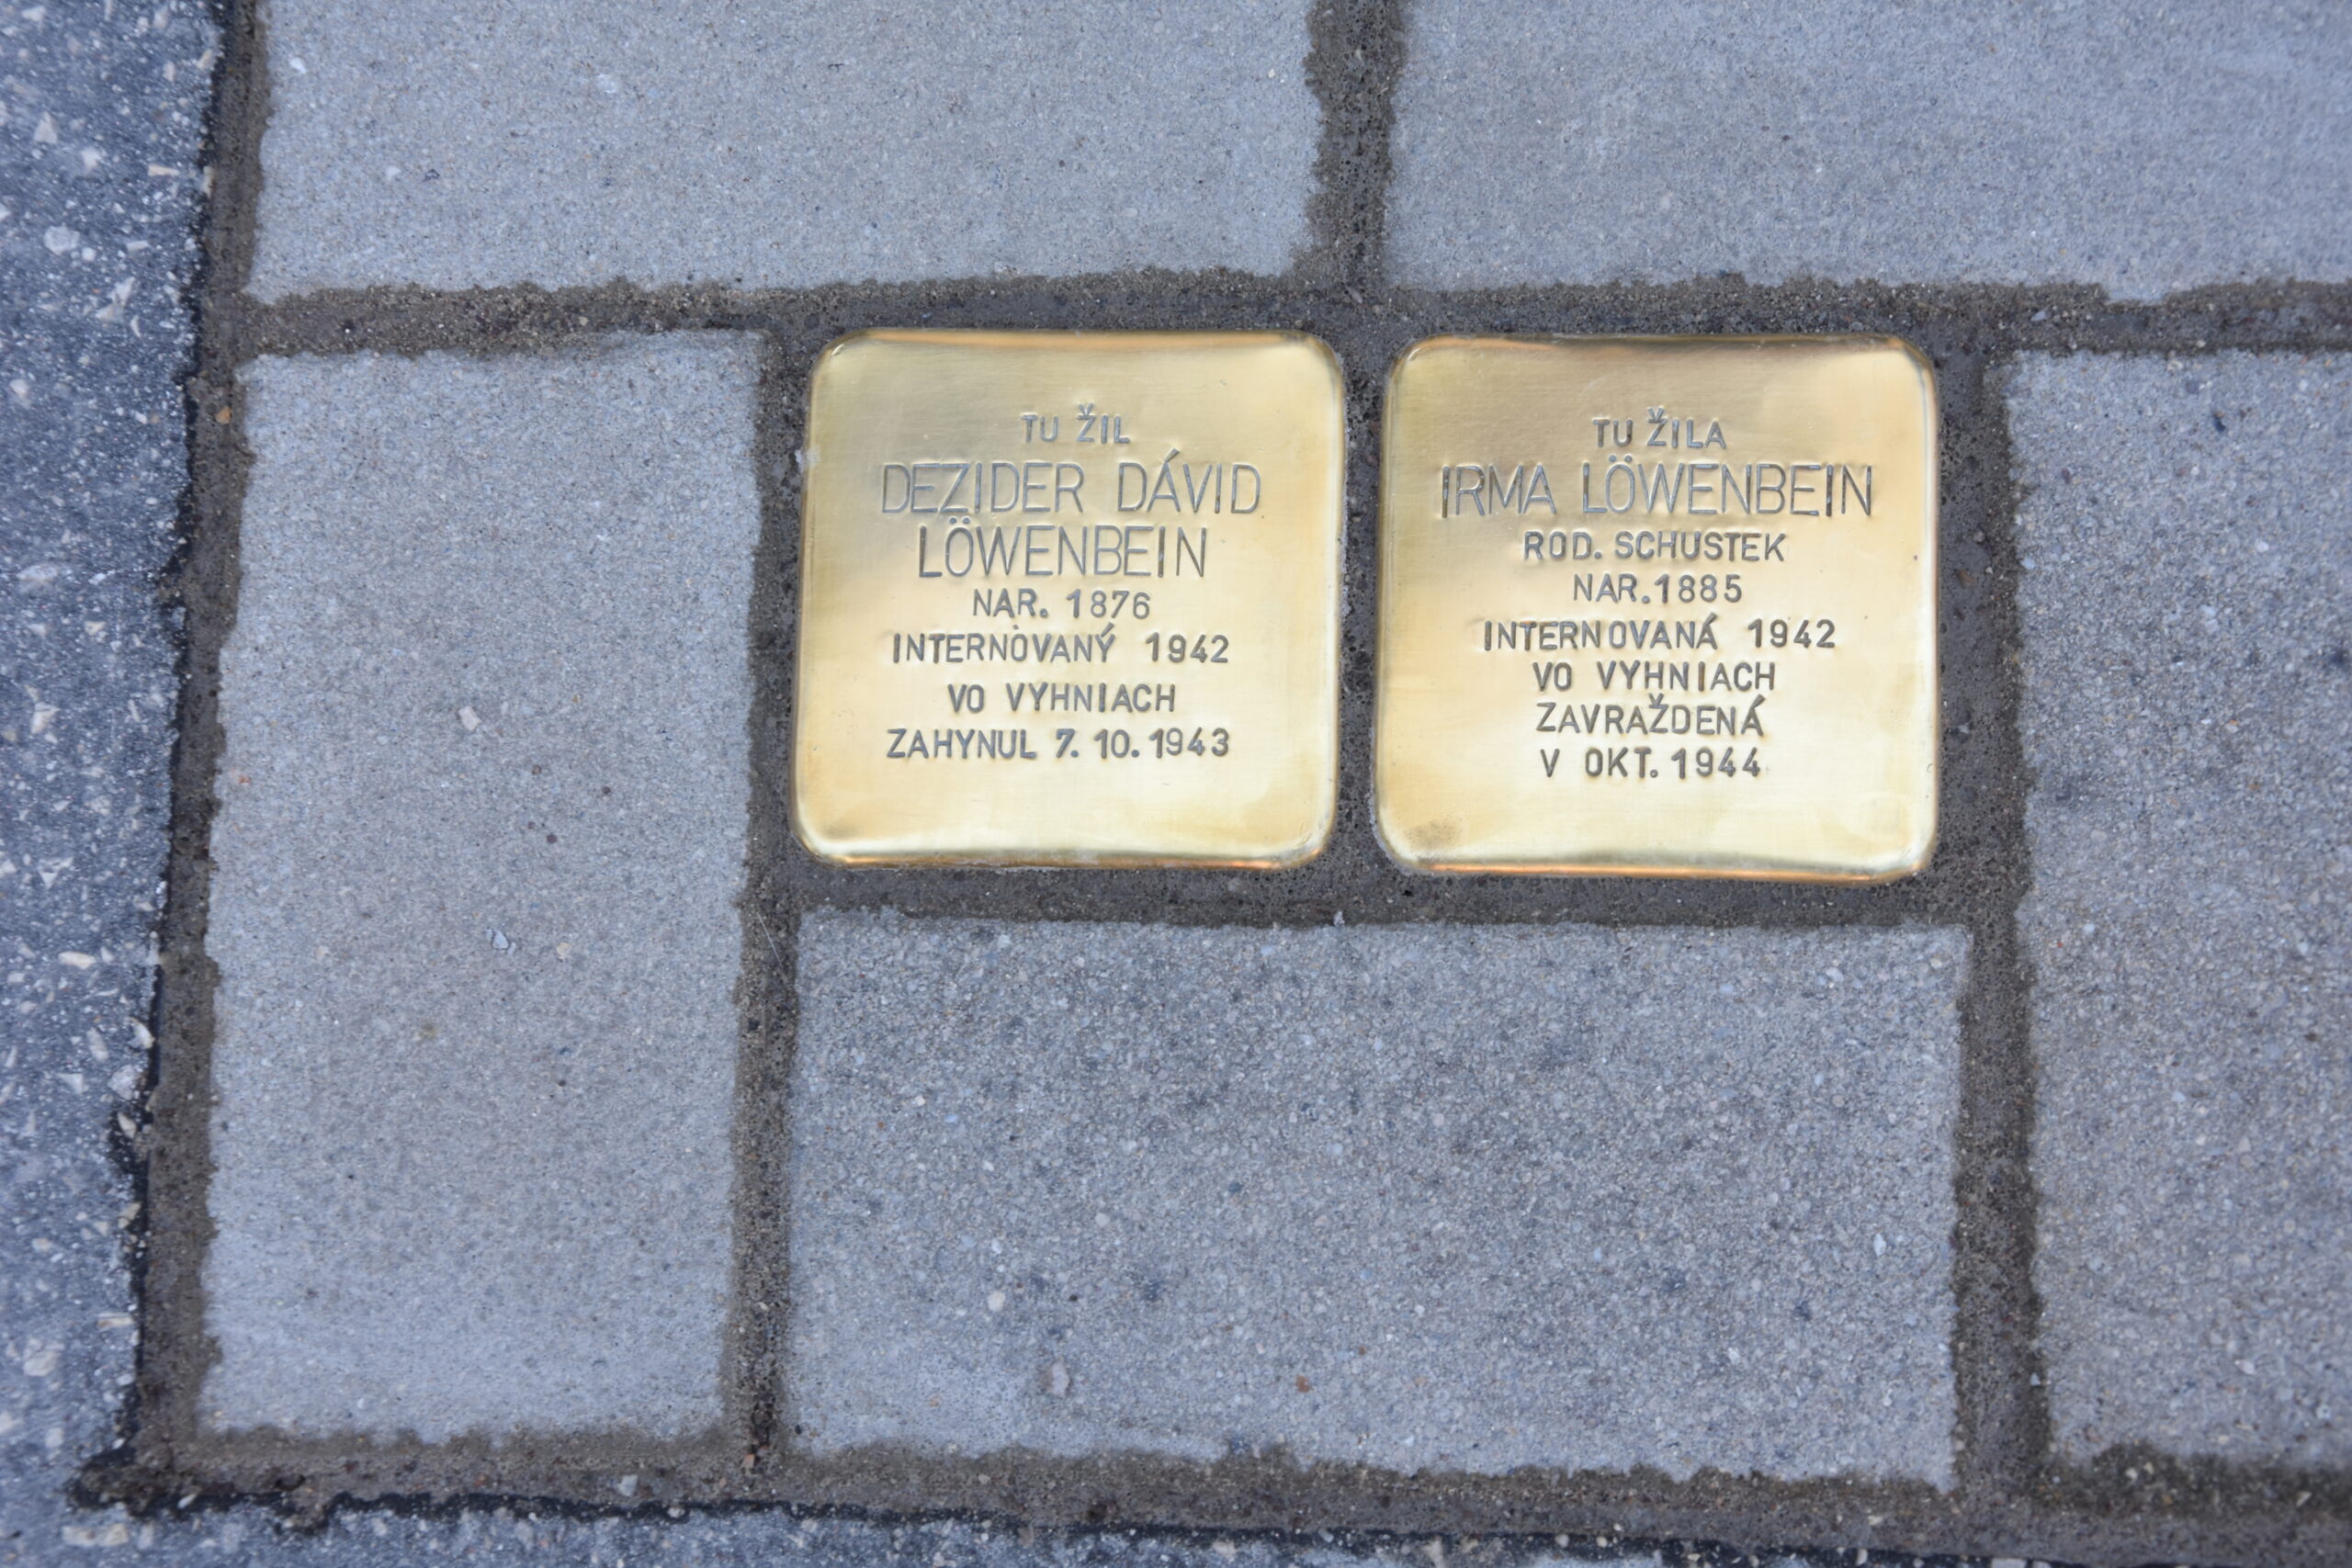 TU ŽIL
DEZIDER DÁVID
LÖWENBEIN
NAR. 1876
INTERNOVANÝ 1942
VO VYHNIACH
ZAHYNUL 7. 10. 1943
TU ŽILA
IRMA LÖWENBEIN
ROD. SCHUSTEK
NAR. 1885
INTERNOVANÁ 1942
VO VYHNIACH
ZAVRAŽDENÁ
V OKT. 1944